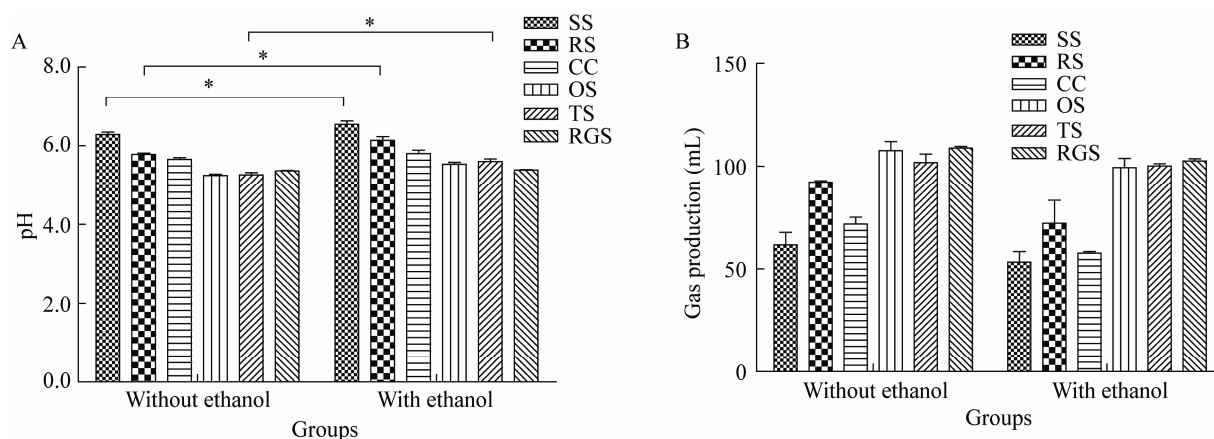 A
*
*
*
SS
RS
CC
OS
TS
RGS
8.0
6.0
4.0
2.0
0.0
pH
Without ethanol
With ethanol
Groups
B
SS
RS
CC
OS
TS
RGS
150
100
50
0
Gas production (mL)
Without ethanol
With ethanol
Groups